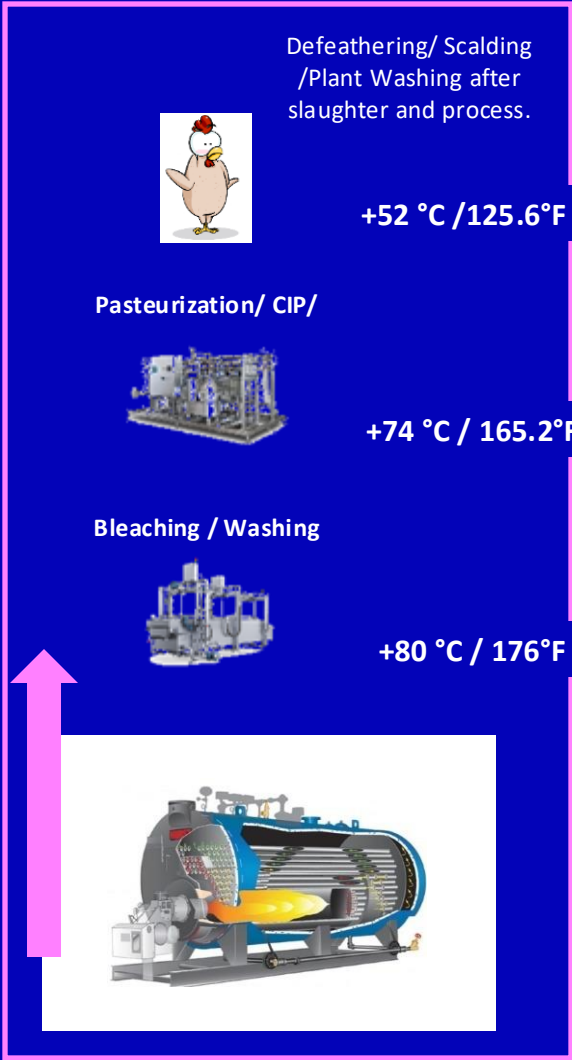 Defeathering/ Scalding
/Plant Washing after
slaughter and process.
+52 °C /125.6°F
Pasteurization/ CIP/
+74 °C / 165.2°F
Bleaching / Washing
+80 °C / 176°F